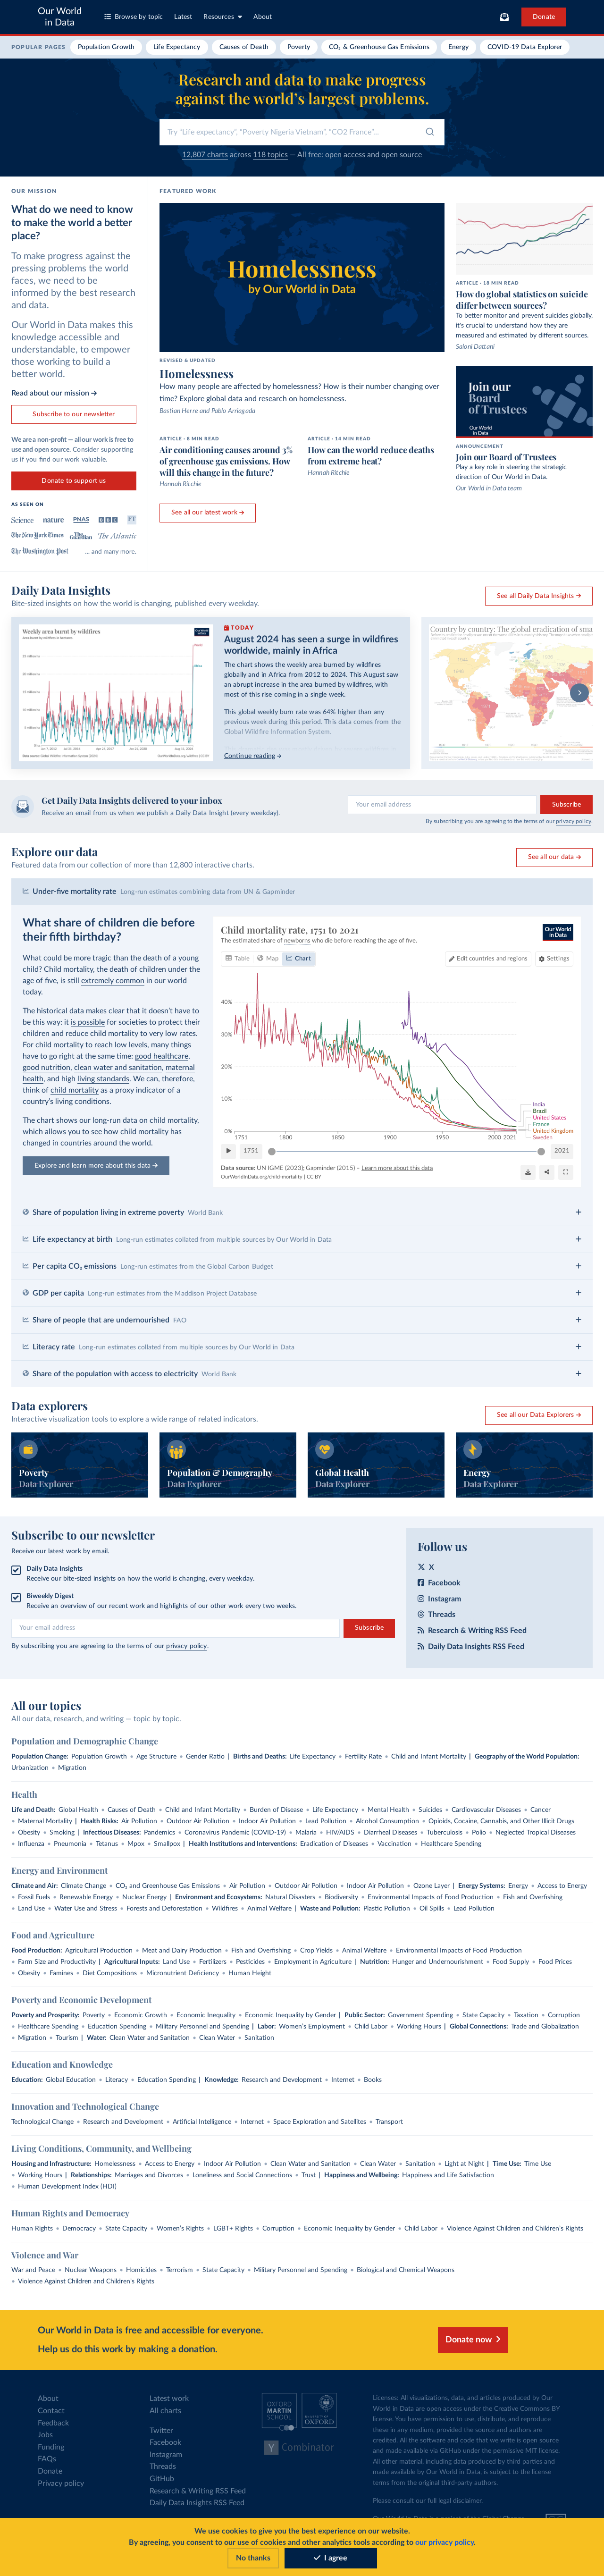 Our World
in Data
Browse by topic
Latest
Resources
About
Donate
POPULAR PAGES
Population Growth
Life Expectancy
Causes of Death
Poverty
CO₂ & Greenhouse Gas Emissions
Energy
COVID-19 Data Explorer
Research and data to make progress
against the world's largest problems.
Try "Life expectancy", "Poverty Nigeria Vietnam", "CO2 France"...
12,807 charts across 118 topics — All free: open access and open source
OUR MISSION
What do we need to know
to make the world a better
place?
To make progress against the
pressing problems the world
faces, we need to be
informed by the best research
and data.
Our World in Data makes this
knowledge accessible and
understandable, to empower
those working to build a
better world.
Read about our mission →
Subscribe to our newsletter
We are a non-profit — all our work is free to
use and open source. Consider supporting
us if you find our work valuable.
Donate to support us
AS SEEN ON
Science
nature
PNAS
BBC
FT
The New York Times
The Guardian
The Atlantic
The Washington Post
... and many more.
FEATURED WORK
Homelessness
by Our World in Data
REVISED & UPDATED
Homelessness
How many people are affected by homelessness? How is their number changing over
time? Explore global data and research on homelessness.
Bastian Herre and Pablo Arriagada
ARTICLE • 8 MIN READ
Air conditioning causes around 3%
of greenhouse gas emissions. How
will this change in the future?
Hannah Ritchie
ARTICLE • 14 MIN READ
How can the world reduce deaths
from extreme heat?
Hannah Ritchie
See all our latest work →
ARTICLE • 18 MIN READ
How do global statistics on suicide
differ between sources?
To better monitor and prevent suicides globally,
it's crucial to understand how they are
measured and estimated by different sources.
Saloni Dattani
Join our
Board
of Trustees
Our World
in Data
ANNOUNCEMENT
Join our Board of Trustees
Play a key role in steering the strategic
direction of Our World in Data.
Our World in Data team
Daily Data Insights
Bite-sized insights on how the world is changing, published every weekday.
See all Daily Data Insights →
Weekly area burnt by wildfires
TODAY
August 2024 has seen a surge in wildfires
worldwide, mainly in Africa
The chart shows the weekly area burned by wildfires
globally and in Africa from 2012 to 2024. This August saw
an abrupt increase in the area burned by wildfires, with
most of this rise coming in a single week.
This global weekly burn rate was 64% higher than any
previous week during this period. This data comes from the
Global Wildfire Information System.
Continue reading →
Country by country: The global eradication of sma
Get Daily Data Insights delivered to your inbox
Receive an email from us when we publish a Daily Data Insight (every weekday).
Your email address
Subscribe
By subscribing you are agreeing to the terms of our privacy policy.
Explore our data
Featured data from our collection of more than 12,800 interactive charts.
See all our data →
Under-five mortality rate Long-run estimates combining data from UN & Gapminder
What share of children die before
their fifth birthday?
What could be more tragic than the death of a young
child? Child mortality, the death of children under the
age of five, is still extremely common in our world
today.
The historical data makes clear that it doesn't have to
be this way: it is possible for societies to protect their
children and reduce child mortality to very low rates.
For child mortality to reach low levels, many things
have to go right at the same time: good healthcare,
good nutrition, clean water and sanitation, maternal
health, and high living standards. We can, therefore,
think of child mortality as a proxy indicator of a
country's living conditions.
The chart shows our long-run data on child mortality,
which allows you to see how child mortality has
changed in countries around the world.
Explore and learn more about this data →
Child mortality rate, 1751 to 2021
The estimated share of newborns who die before reaching the age of five.
Our World
in Data
Table
Map
Chart
Edit countries and regions
Settings
40%
30%
20%
10%
0%
1751
1800
1850
1900
1950
2000 2021
India
Brazil
United States
France
United Kingdom
Sweden
1751
2021
Data source: UN IGME (2023); Gapminder (2015) – Learn more about this data
OurWorldInData.org/child-mortality | CC BY
Share of population living in extreme poverty World Bank
Life expectancy at birth Long-run estimates collated from multiple sources by Our World in Data
Per capita CO₂ emissions Long-run estimates from the Global Carbon Budget
GDP per capita Long-run estimates from the Maddison Project Database
Share of people that are undernourished FAO
Literacy rate Long-run estimates collated from multiple sources by Our World in Data
Share of the population with access to electricity World Bank
Data explorers
Interactive visualization tools to explore a wide range of related indicators.
See all our Data Explorers →
Poverty
Data Explorer
Population & Demography
Data Explorer
Global Health
Data Explorer
Energy
Data Explorer
Subscribe to our newsletter
Receive our latest work by email.
Daily Data Insights
Receive our bite-sized insights on how the world is changing, every weekday.
Biweekly Digest
Receive an overview of our recent work and highlights of our other work every two weeks.
Your email address
Subscribe
By subscribing you are agreeing to the terms of our privacy policy.
Follow us
X
Facebook
Instagram
Threads
Research & Writing RSS Feed
Daily Data Insights RSS Feed
All our topics
All our data, research, and writing — topic by topic.
Population and Demographic Change
Population Change: Population Growth • Age Structure • Gender Ratio | Births and Deaths: Life Expectancy • Fertility Rate • Child and Infant Mortality | Geography of the World Population:
Urbanization • Migration
Health
Life and Death: Global Health • Causes of Death • Child and Infant Mortality • Burden of Disease • Life Expectancy • Mental Health • Suicides • Cardiovascular Diseases • Cancer
• Maternal Mortality | Health Risks: Air Pollution • Outdoor Air Pollution • Indoor Air Pollution • Lead Pollution • Alcohol Consumption • Opioids, Cocaine, Cannabis, and Other Illicit Drugs
• Obesity • Smoking | Infectious Diseases: Pandemics • Coronavirus Pandemic (COVID-19) • Malaria • HIV/AIDS • Diarrheal Diseases • Tuberculosis • Polio • Neglected Tropical Diseases
• Influenza • Pneumonia • Tetanus • Mpox • Smallpox | Health Institutions and Interventions: Eradication of Diseases • Vaccination • Healthcare Spending
Energy and Environment
Climate and Air: Climate Change • CO₂ and Greenhouse Gas Emissions • Air Pollution • Outdoor Air Pollution • Indoor Air Pollution • Ozone Layer | Energy Systems: Energy • Access to Energy
• Fossil Fuels • Renewable Energy • Nuclear Energy | Environment and Ecosystems: Natural Disasters • Biodiversity • Environmental Impacts of Food Production • Fish and Overfishing
• Land Use • Water Use and Stress • Forests and Deforestation • Wildfires • Animal Welfare | Waste and Pollution: Plastic Pollution • Oil Spills • Lead Pollution
Food and Agriculture
Food Production: Agricultural Production • Meat and Dairy Production • Fish and Overfishing • Crop Yields • Animal Welfare • Environmental Impacts of Food Production
• Farm Size and Productivity | Agricultural Inputs: Land Use • Fertilizers • Pesticides • Employment in Agriculture | Nutrition: Hunger and Undernourishment • Food Supply • Food Prices
• Obesity • Famines • Diet Compositions • Micronutrient Deficiency • Human Height
Poverty and Economic Development
Poverty and Prosperity: Poverty • Economic Growth • Economic Inequality • Economic Inequality by Gender | Public Sector: Government Spending • State Capacity • Taxation • Corruption
• Healthcare Spending • Education Spending • Military Personnel and Spending | Labor: Women's Employment • Child Labor • Working Hours | Global Connections: Trade and Globalization
• Migration • Tourism | Water: Clean Water and Sanitation • Clean Water • Sanitation
Education and Knowledge
Education: Global Education • Literacy • Education Spending | Knowledge: Research and Development • Internet • Books
Innovation and Technological Change
Technological Change • Research and Development • Artificial Intelligence • Internet • Space Exploration and Satellites • Transport
Living Conditions, Community, and Wellbeing
Housing and Infrastructure: Homelessness • Access to Energy • Indoor Air Pollution • Clean Water and Sanitation • Clean Water • Sanitation • Light at Night | Time Use: Time Use
• Working Hours | Relationships: Marriages and Divorces • Loneliness and Social Connections • Trust | Happiness and Wellbeing: Happiness and Life Satisfaction
• Human Development Index (HDI)
Human Rights and Democracy
Human Rights • Democracy • State Capacity • Women's Rights • LGBT+ Rights • Corruption • Economic Inequality by Gender • Child Labor • Violence Against Children and Children's Rights
Violence and War
War and Peace • Nuclear Weapons • Homicides • Terrorism • State Capacity • Military Personnel and Spending • Biological and Chemical Weapons
• Violence Against Children and Children's Rights
Our World in Data is free and accessible for everyone.
Help us do this work by making a donation.
Donate now
About
Contact
Feedback
Jobs
Funding
FAQs
Donate
Privacy policy
Latest work
All charts
Twitter
Facebook
Instagram
Threads
GitHub
Research & Writing RSS Feed
Daily Data Insights RSS Feed
OXFORD
MARTIN
SCHOOL
UNIVERSITY OF
OXFORD
Y Combinator
Licenses: All visualizations, data, and articles produced by Our
World in Data are open access under the Creative Commons BY
license. You have permission to use, distribute, and reproduce
these in any medium, provided the source and authors are
credited. All the software and code that we write is open source
and made available via GitHub under the permissive MIT license.
All other material, including data produced by third parties and
made available by Our World in Data, is subject to the license
terms from the original third-party authors.
Please consult our full legal disclaimer.
We use cookies to give you the best experience on our website.
By agreeing, you consent to our use of cookies and other analytics tools according to our privacy policy.
No thanks
I agree